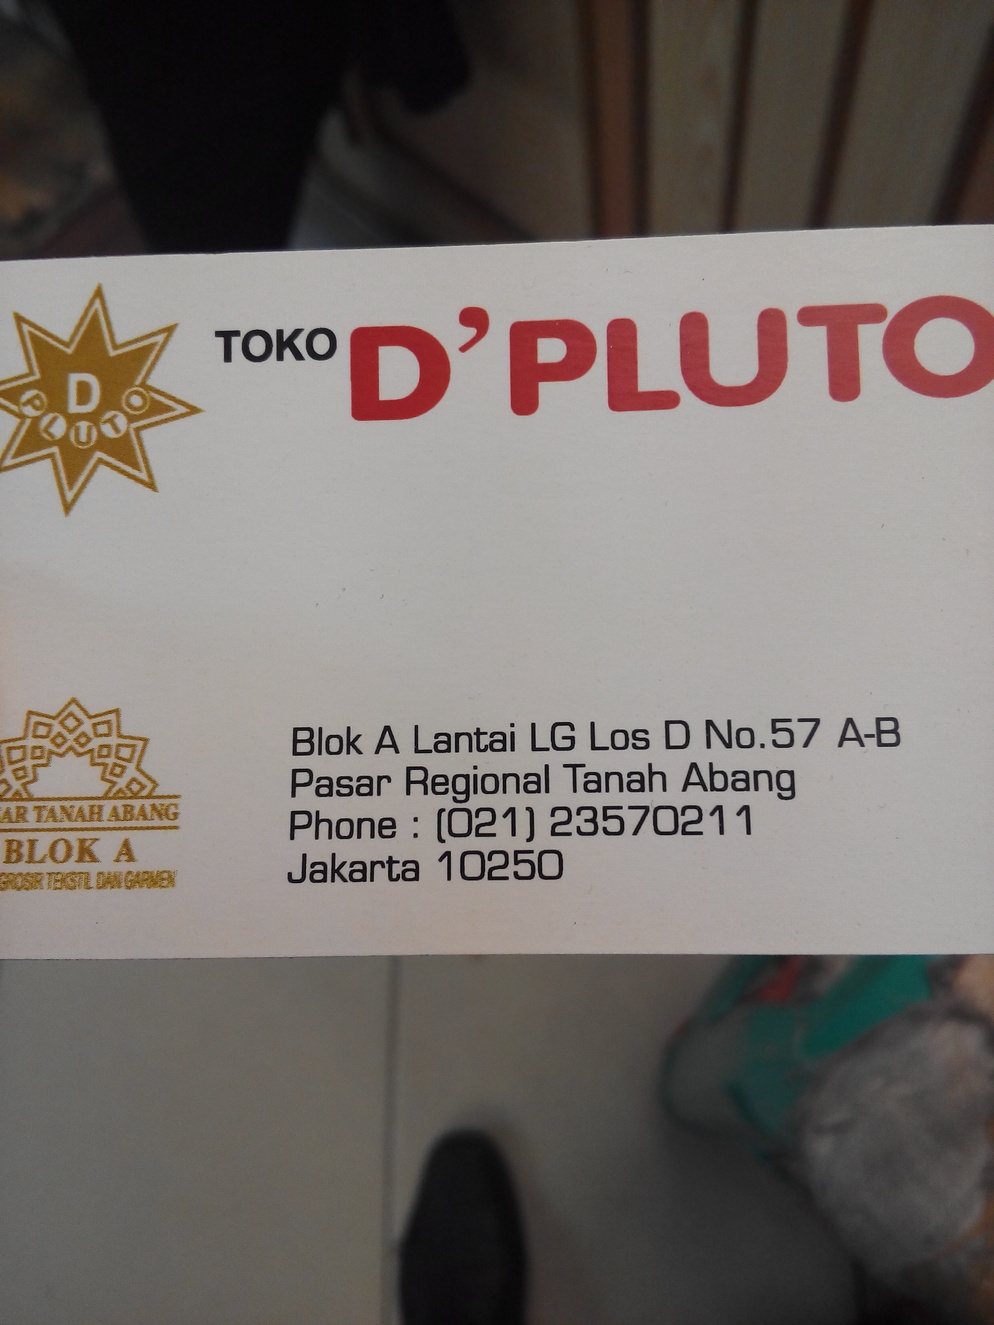 TOKO D'PLUTO
D
PLUTO
Blok A Lantai LG Los D No.57 A-B
Pasar Regional Tanah Abang
Phone : (021) 23570211
Jakarta 10250
TANAH ABANG
BLOK A
GROSIR TEKSTIL DAN GARMEN